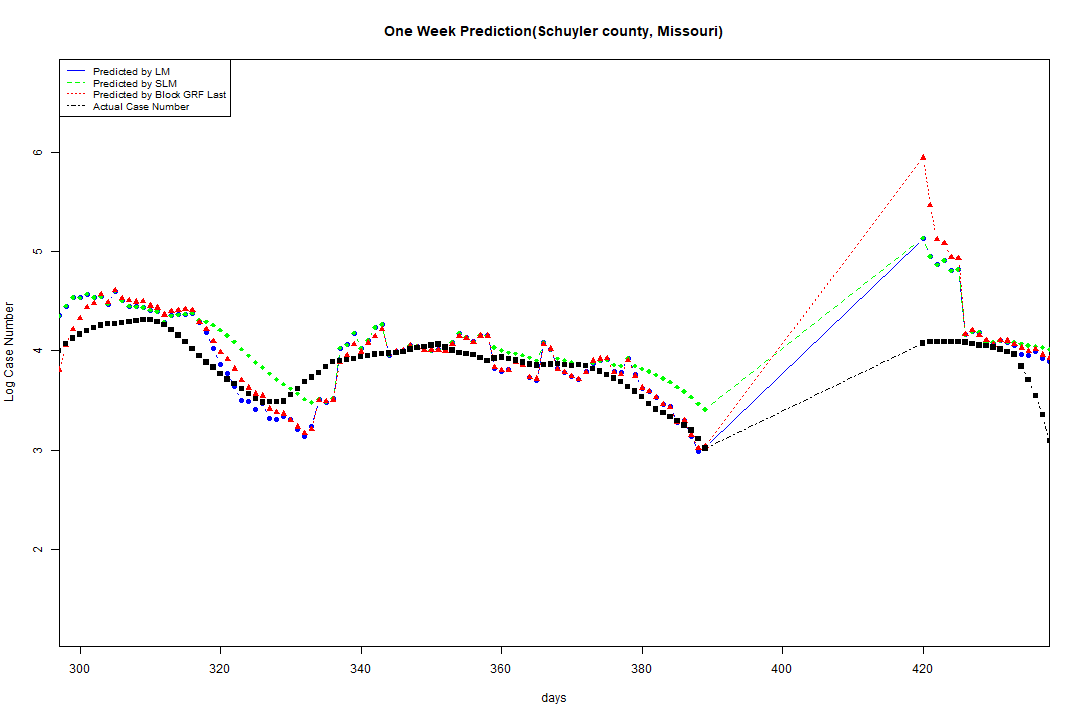 One Week Prediction(Schuyler county, Missouri)
Predicted by LM
Predicted by SLM
Predicted by Block GRF Last
Actual Case Number
6
5
4
3
2
Log Case Number
300 320 340 360 380 400 420
days